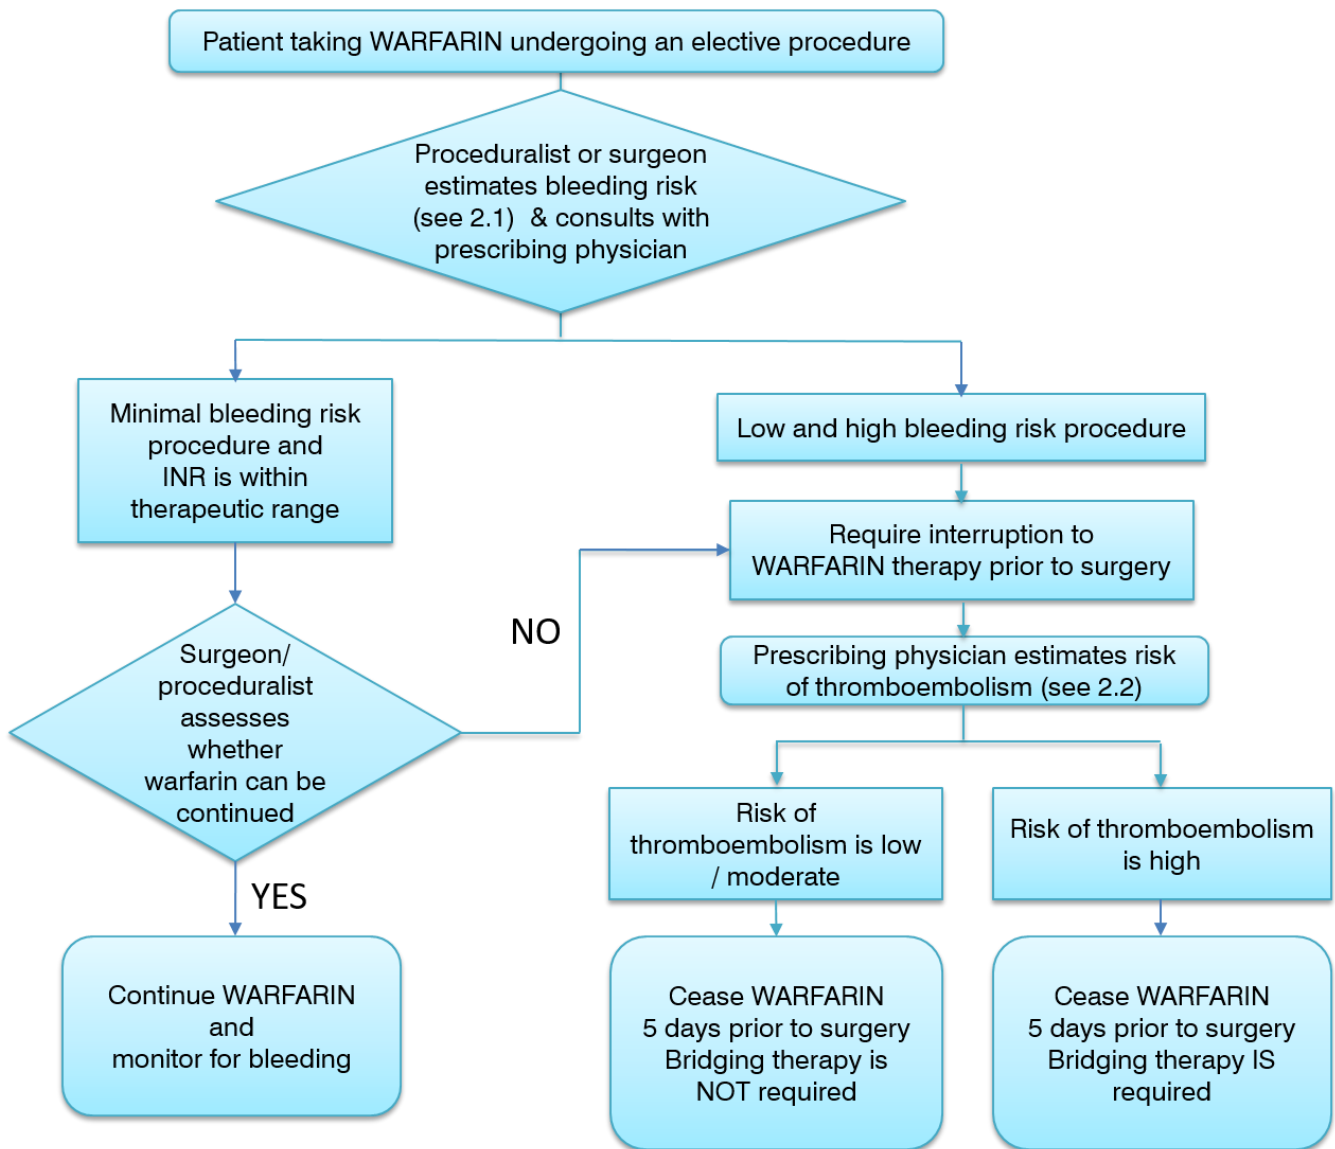 Patient taking WARFARIN undergoing an elective procedure
Proceduralist or surgeon
estimates bleeding risk
(see 2.1)  & consults with
prescribing physician
Minimal bleeding risk
procedure and
INR is within
therapeutic range
Low and high bleeding risk procedure
Require interruption to
WARFARIN therapy prior to surgery
NO
Surgeon/
proceduralist
assesses
whether
warfarin can be
continued
Prescribing physician estimates risk
of thromboembolism (see 2.2)
Risk of
thromboembolism is low
/ moderate
Risk of thromboembolism
is high
YES
Continue WARFARIN
and
monitor for bleeding
Cease WARFARIN
5 days prior to surgery
Bridging therapy is
NOT required
Cease WARFARIN
5 days prior to surgery
Bridging therapy IS
required